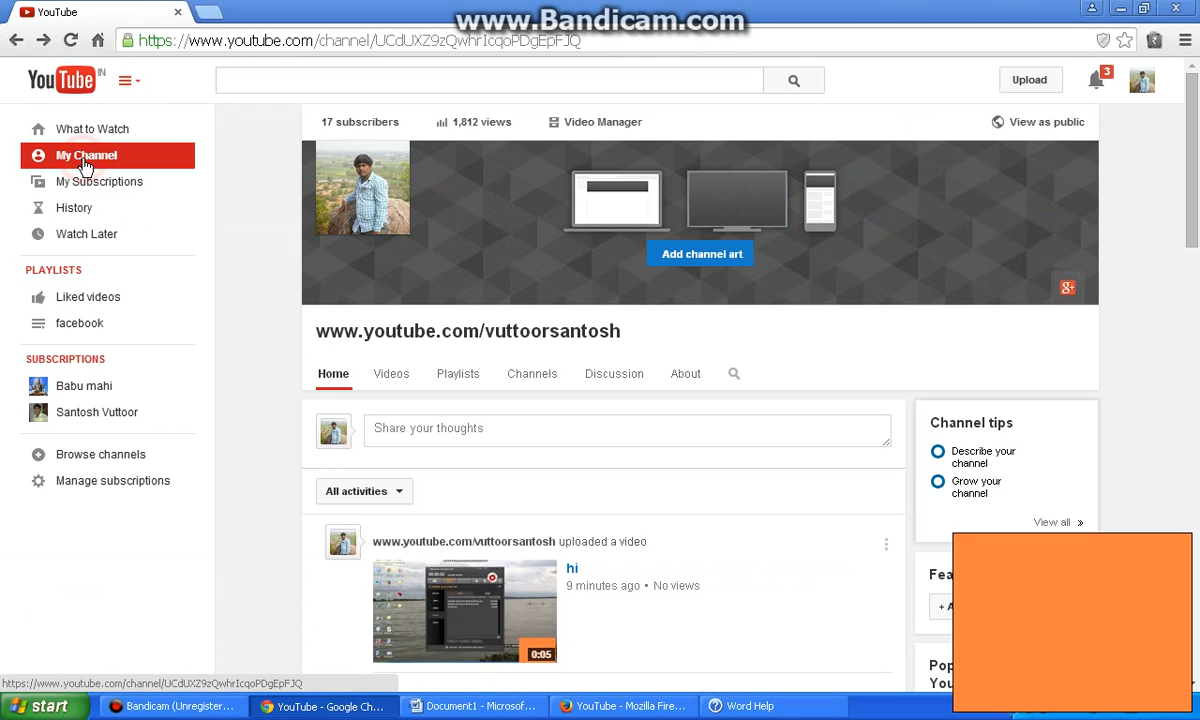 YouTube
www.Bandicam.com
https://www.youtube.com/channel/UCdUXZ9zQwhrIcqoPDgEpFJQ
YouTube IN
Upload
3
What to Watch
My Channel
My Subscriptions
History
Watch Later
PLAYLISTS
Liked videos
facebook
SUBSCRIPTIONS
Babu mahi
Santosh Vuttoor
Browse channels
Manage subscriptions
17 subscribers
1,812 views
Video Manager
View as public
Add channel art
g+
www.youtube.com/vuttoorsantosh
Home Videos Playlists Channels Discussion About
Share your thoughts
All activities
www.youtube.com/vuttoorsantosh uploaded a video
hi
9 minutes ago • No views
0:05
Channel tips
Describe your
channel
Grow your
channel
View all »
Fea
+ A
Pop
You
https://www.youtube.com/channel/UCdUXZ9zQwhrIcqoPDgEpFJQ
start
Bandicam (Unregister...
YouTube - Google Ch...
Document1 - Microsof...
YouTube - Mozilla Fire...
Word Help